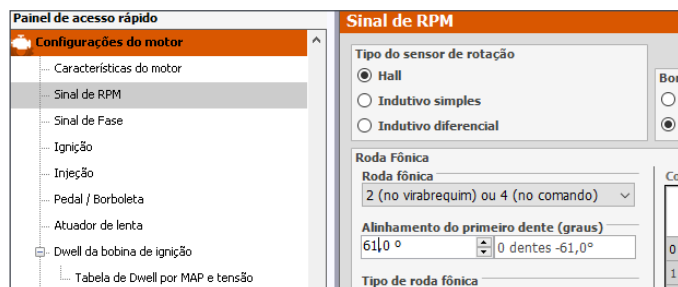 Painel de acesso rápido
Configurações do motor
Características do motor
Sinal de RPM
Sinal de Fase
Ignição
Injeção
Pedal / Borboleta
Atuador de lenta
Dwell da bobina de ignição
Tabela de Dwell por MAP e tensão
Sinal de RPM
Tipo do sensor de rotação
Hall
Indutivo simples
Indutivo diferencial
Roda Fônica
Roda fônica
2 (no virabrequim) ou 4 (no comando)
Alinhamento do primeiro dente (graus)
61,0 º
0 dentes -61,0°
Tipo de roda fônica
0
1